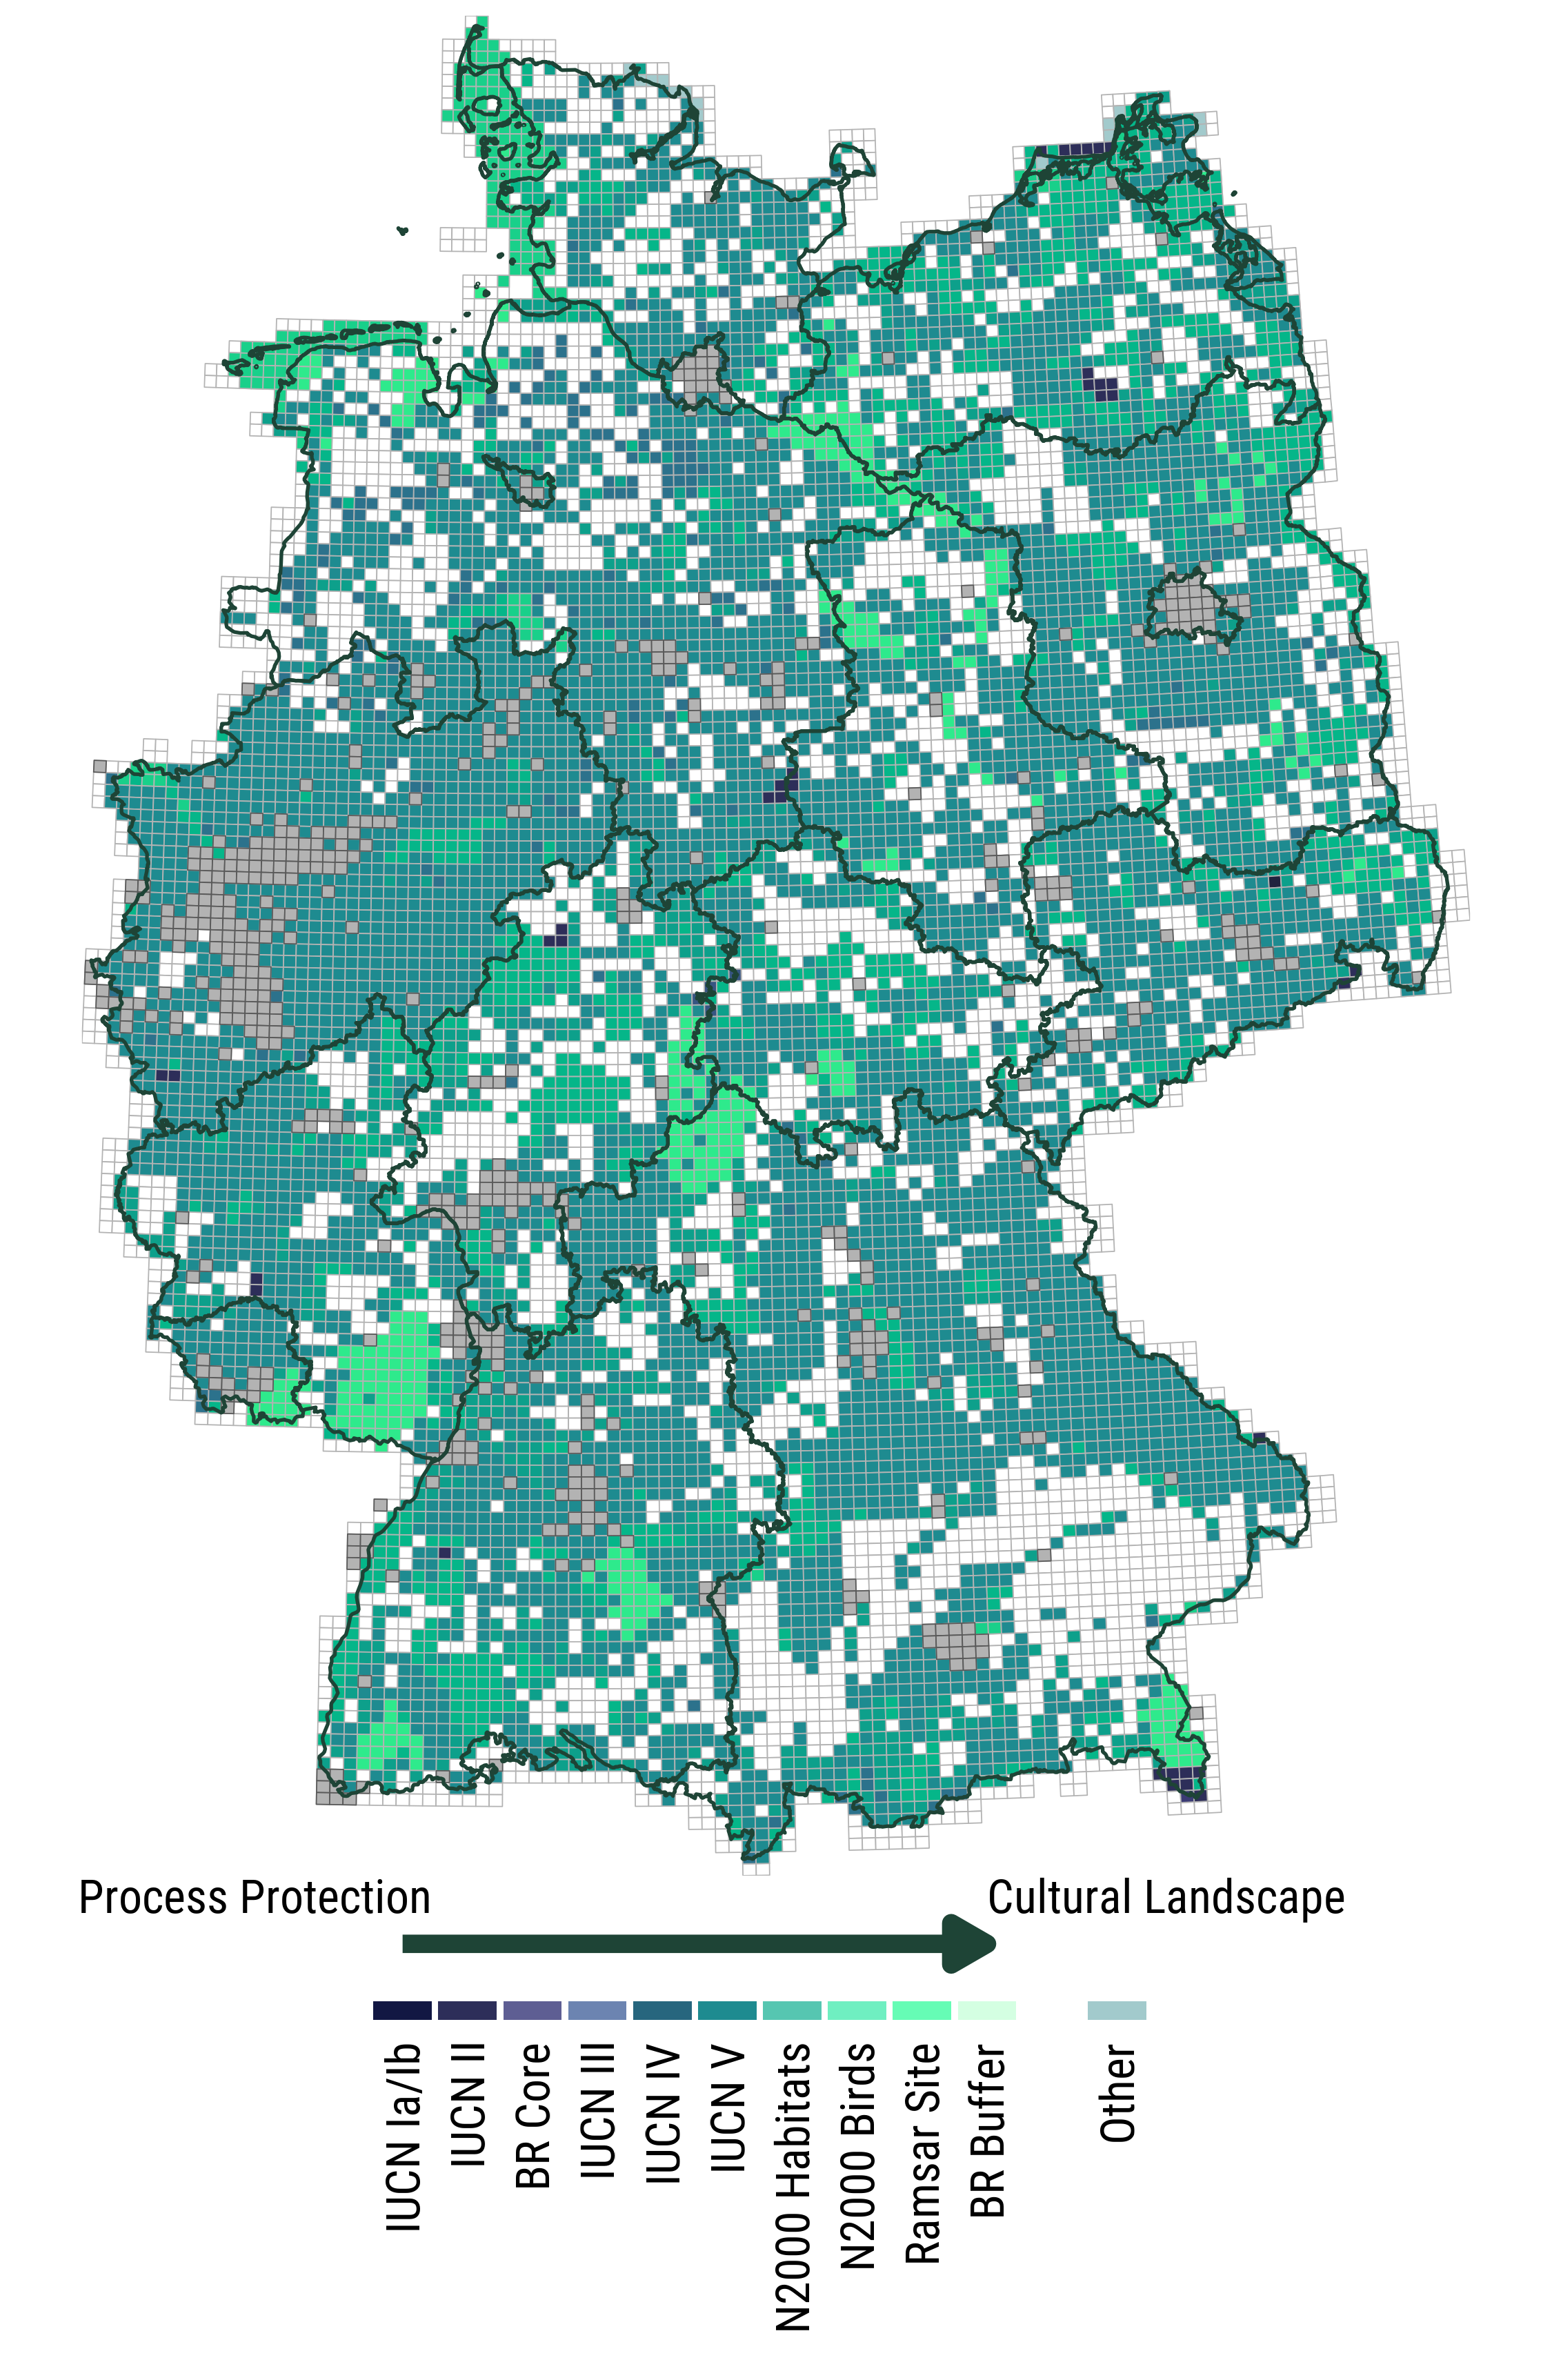 Process Protection
Cultural Landscape
IUCN Ia/Ib
IUCN II
BR Core
IUCN III
IUCN IV
IUCN V
N2000 Habitats
N2000 Birds
Ramsar Site
BR Buffer
Other